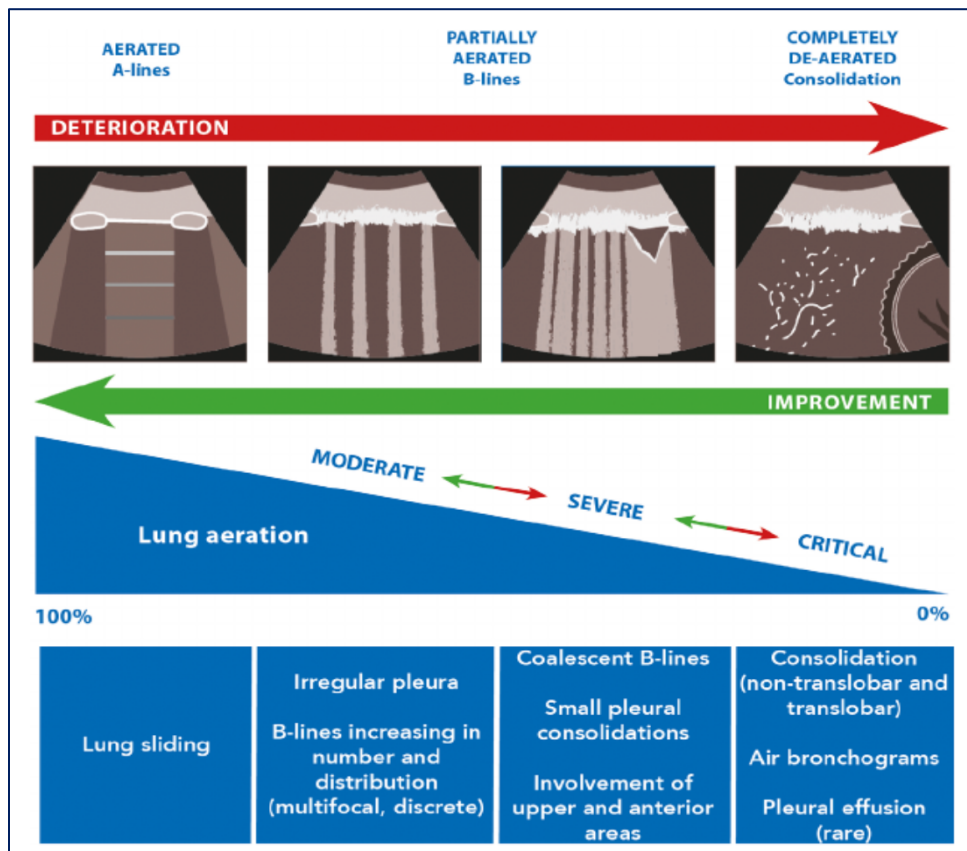 AERATED
A-lines
PARTIALLY
AERATED
B-lines
COMPLETELY
DE-AERATED
Consolidation
DETERIORATION
IMPROVEMENT
MODERATE
SEVERE
CRITICAL
Lung aeration
100%
0%
Lung sliding
Irregular pleura
B-lines increasing in
number and
distribution
(multifocal, discrete)
Coalescent B-lines
Small pleural
consolidations
Involvement of
upper and anterior
areas
Consolidation
(non-translobar and
translobar)
Air bronchograms
Pleural effusion
(rare)